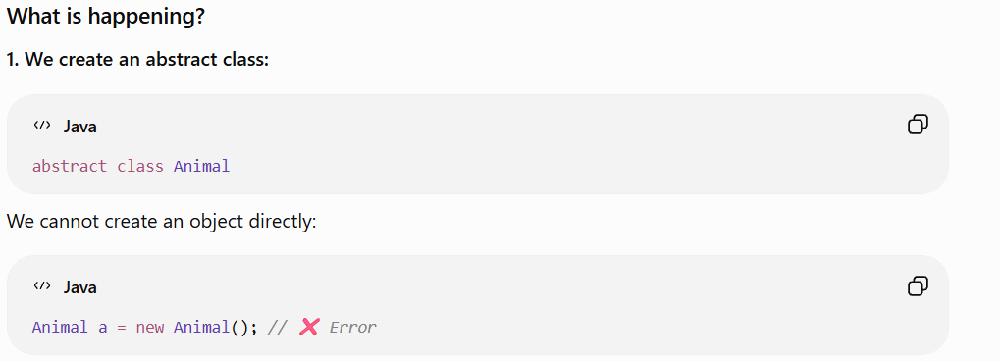 What is happening?
1. We create an abstract class:
</> Java
abstract class Animal
We cannot create an object directly:
</> Java
Animal a = new Animal(); // ❌ Error